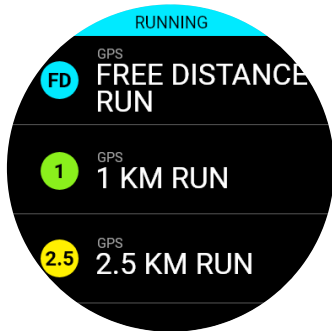 RUNNING
GPS
FD
FREE DISTANCE
RUN
GPS
1
1 KM RUN
GPS
2.5
2.5 KM RUN